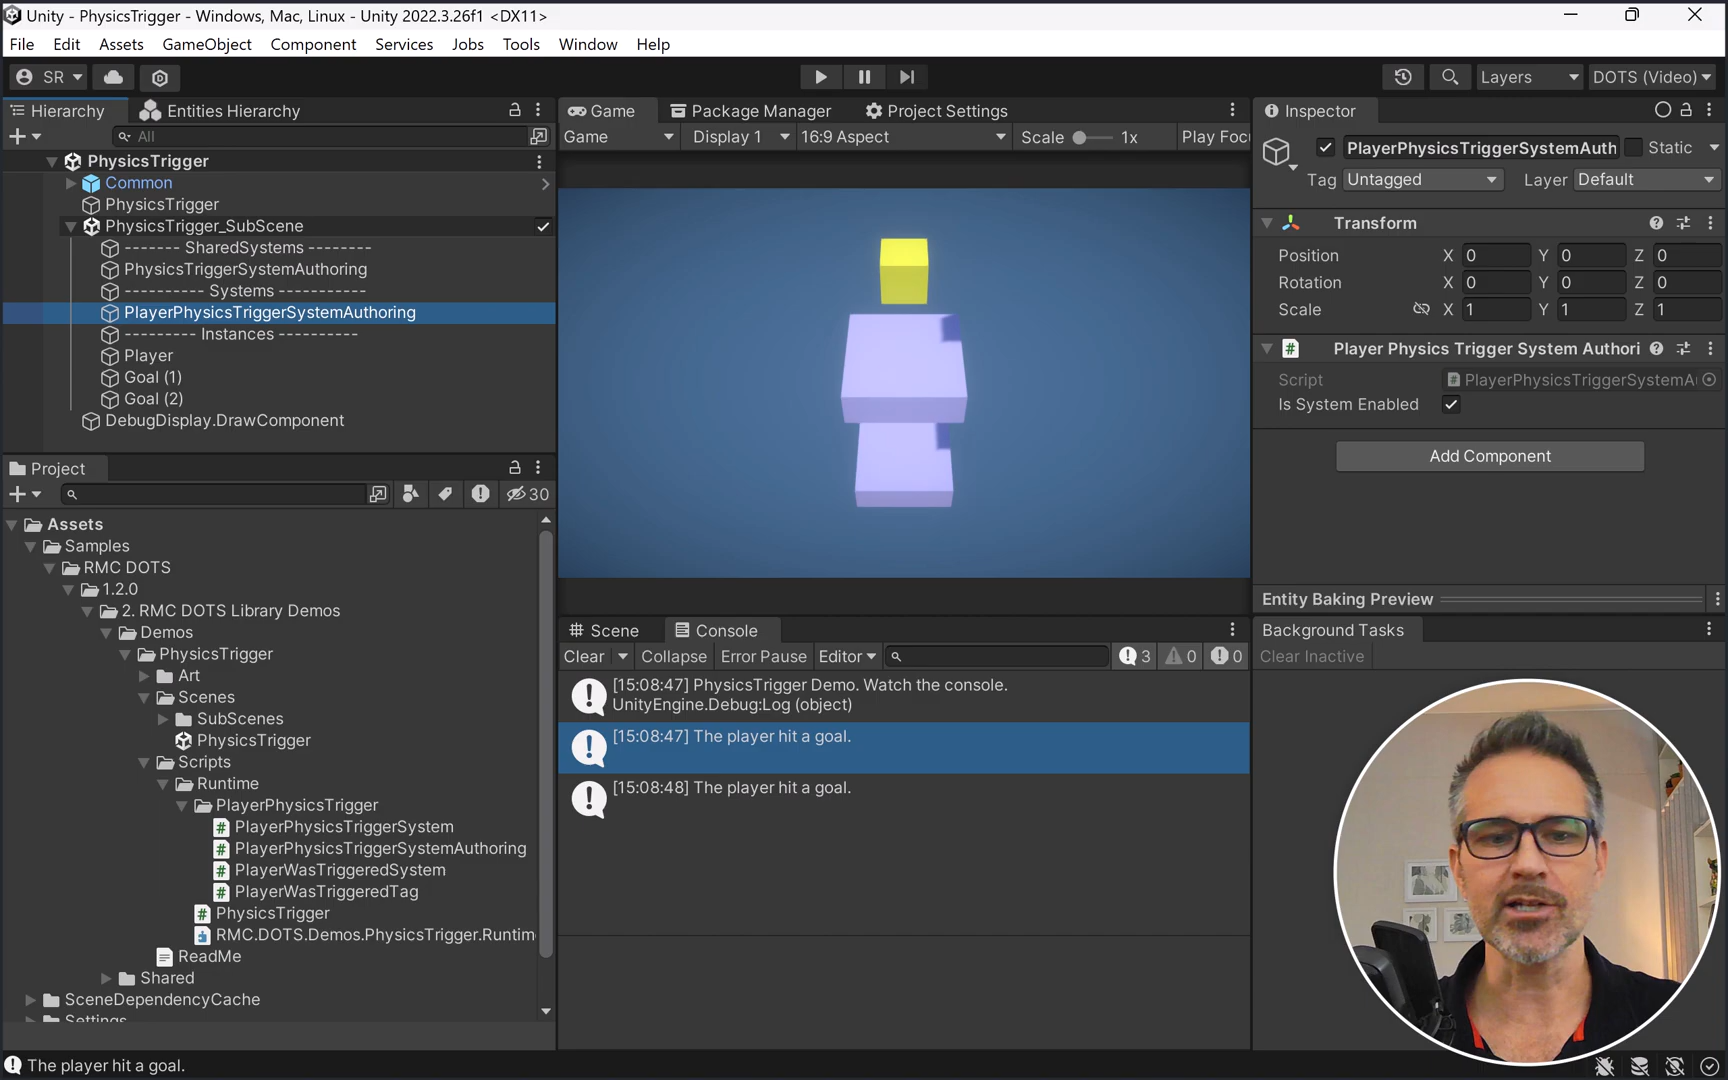 Unity - PhysicsTrigger - Windows, Mac, Linux - Unity 2022.3.26f1 <DX11>
File Edit Assets GameObject Component Services Jobs Tools Window Help
SR
Layers DOTS (Video)
Hierarchy Entities Hierarchy
All
PhysicsTrigger
Common
PhysicsTrigger
PhysicsTrigger_SubScene
------- SharedSystems --------
PhysicsTriggerSystemAuthoring
---------- Systems -----------
PlayerPhysicsTriggerSystemAuthoring
--------- Instances ----------
Player
Goal (1)
Goal (2)
DebugDisplay.DrawComponent
Project
30
Assets
Samples
RMC DOTS
1.2.0
2. RMC DOTS Library Demos
Demos
PhysicsTrigger
Art
Scenes
SubScenes
PhysicsTrigger
Scripts
Runtime
PlayerPhysicsTrigger
PlayerPhysicsTriggerSystem
PlayerPhysicsTriggerSystemAuthoring
PlayerWasTriggeredSystem
PlayerWasTriggeredTag
PhysicsTrigger
RMC.DOTS.Demos.PhysicsTrigger.Runtim
ReadMe
Shared
SceneDependencyCache
Settings
Game Package Manager Project Settings
Game Display 1 16:9 Aspect Scale 1x Play Foc
Scene Console
Clear Collapse Error Pause Editor 3 0 0
[15:08:47] PhysicsTrigger Demo. Watch the console.
UnityEngine.Debug:Log (object)
[15:08:47] The player hit a goal.
[15:08:48] The player hit a goal.
Inspector
PlayerPhysicsTriggerSystemAuth Static
Tag Untagged Layer Default
Transform
Position X 0 Y 0 Z 0
Rotation X 0 Y 0 Z 0
Scale X 1 Y 1 Z 1
Player Physics Trigger System Authori
Script PlayerPhysicsTriggerSystemA
Is System Enabled
Add Component
Entity Baking Preview
Background Tasks
Clear Inactive
The player hit a goal.